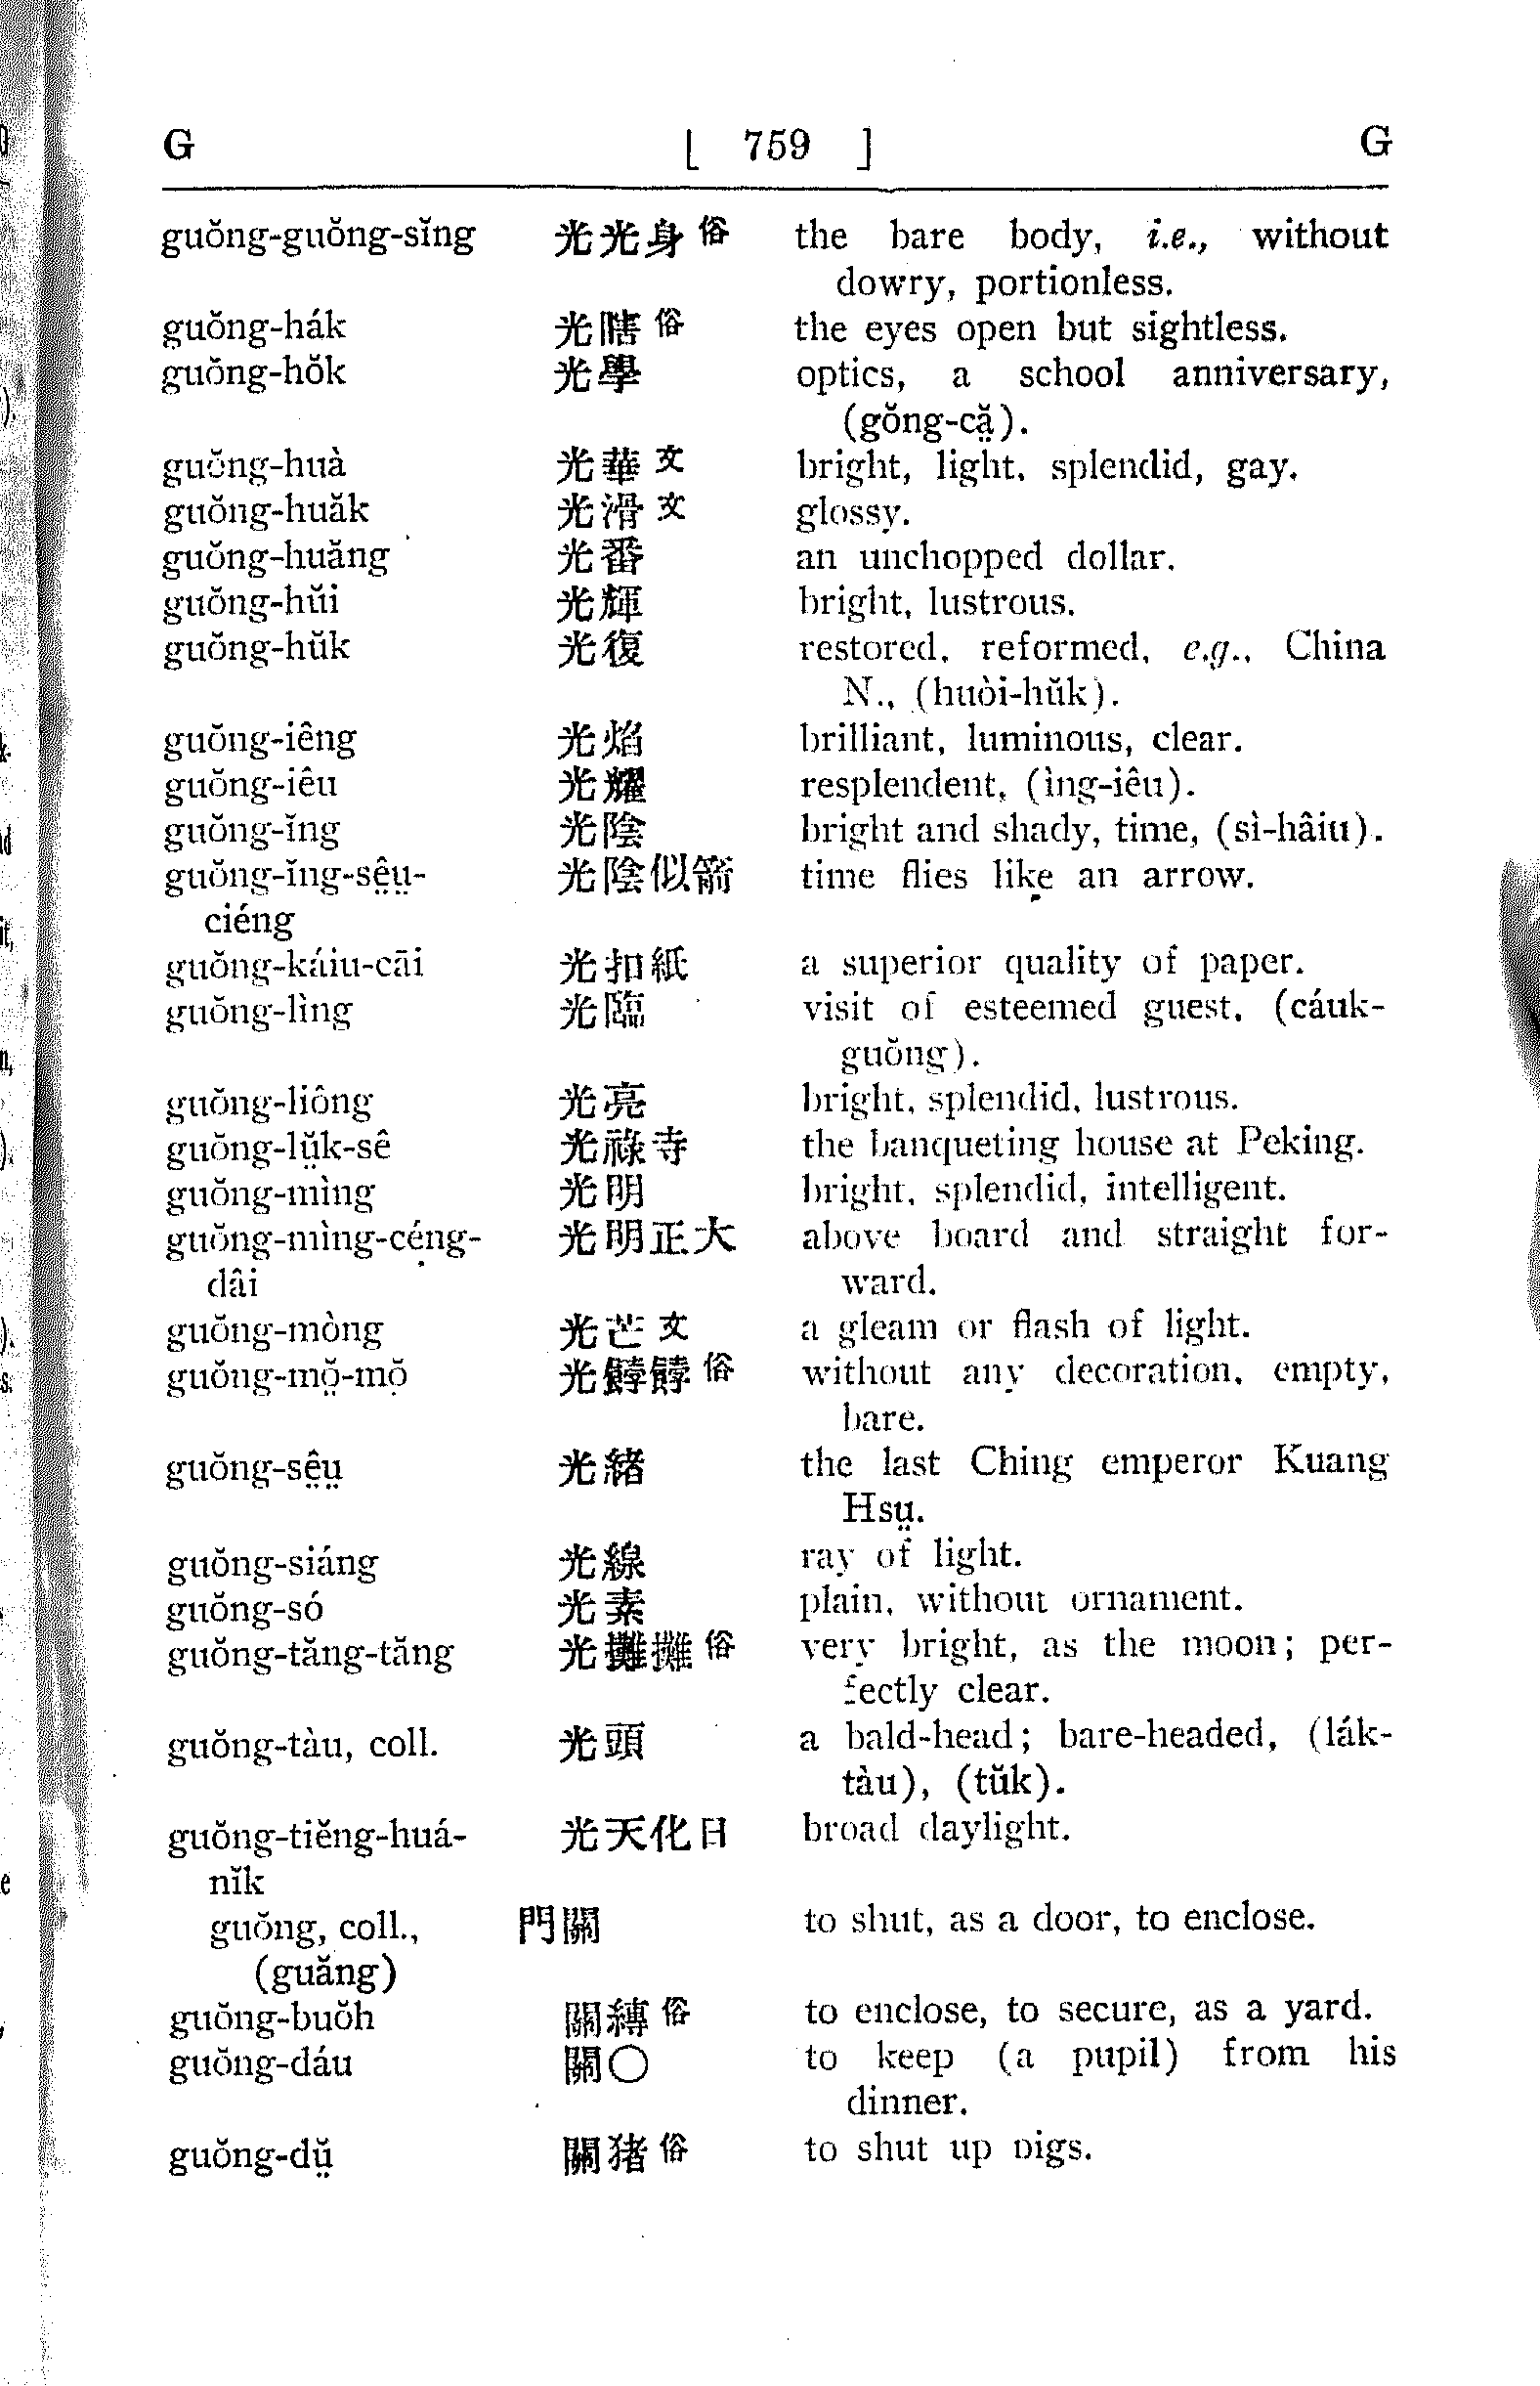 G [ 759 ] G
guŏng-guŏng-sĭng 光光身俗 the bare body, i.e., without
dowry, portionless.
guŏng-hák 光瞎俗 the eyes open but sightless.
guŏng-hŏk 光學 optics, a school anniversary,
(gŏng-că̤).
guŏng-huà 光華文 bright, light, splendid, gay.
guŏng-huăk 光滑文 glossy.
guŏng-huăng 光番 an unchopped dollar.
guŏng-hŭi 光輝 bright, lustrous.
guŏng-hŭk 光復 restored, reformed, e.g., China
N., (huòi-hŭk).
guŏng-iêng 光焰 brilliant, luminous, clear.
guŏng-iêu 光耀 resplendent, (ìng-iêu).
guŏng-ĭng 光陰 bright and shady, time, (sì-hâiu).
guŏng-ĭng-sê̤ṳ- 光陰似箭 time flies like an arrow.
ciéng
guŏng-káiu-cāi 光扣紙 a superior quality of paper.
guŏng-lìng 光臨 visit of esteemed guest, (cáuk-
guŏng).
guŏng-liông 光亮 bright, splendid, lustrous.
guŏng-lṳ̆k-sê 光祿寺 the banqueting house at Peking.
guŏng-mìng 光明 bright, splendid, intelligent.
guŏng-mìng-céng- 光明正大 above board and straight for-
dâi ward.
guŏng-mòng 光芒文 a gleam or flash of light.
guŏng-mŏ̤-mŏ̤ 光䭯䭯俗 without any decoration, empty,
bare.
guŏng-sê̤ṳ 光緒 the last Ching emperor Kuang
Hsṳ.
guŏng-siáng 光線 ray of light.
guŏng-só 光素 plain, without ornament.
guŏng-tăng-tăng 光攤攤俗 very bright, as the moon; per-
fectly clear.
guŏng-tàu, coll. 光頭 a bald-head; bare-headed, (lák-
tàu), (tŭk).
guŏng-tiĕng-huá- 光天化日 broad daylight.
nĭk
guŏng, coll., 門關 to shut, as a door, to enclose.
(guăng)
guŏng-buŏh 關縛俗 to enclose, to secure, as a yard.
guŏng-dáu 關〇 to keep (a pupil) from his
dinner.
guŏng-dṳ̆ 關猪俗 to shut up pigs.